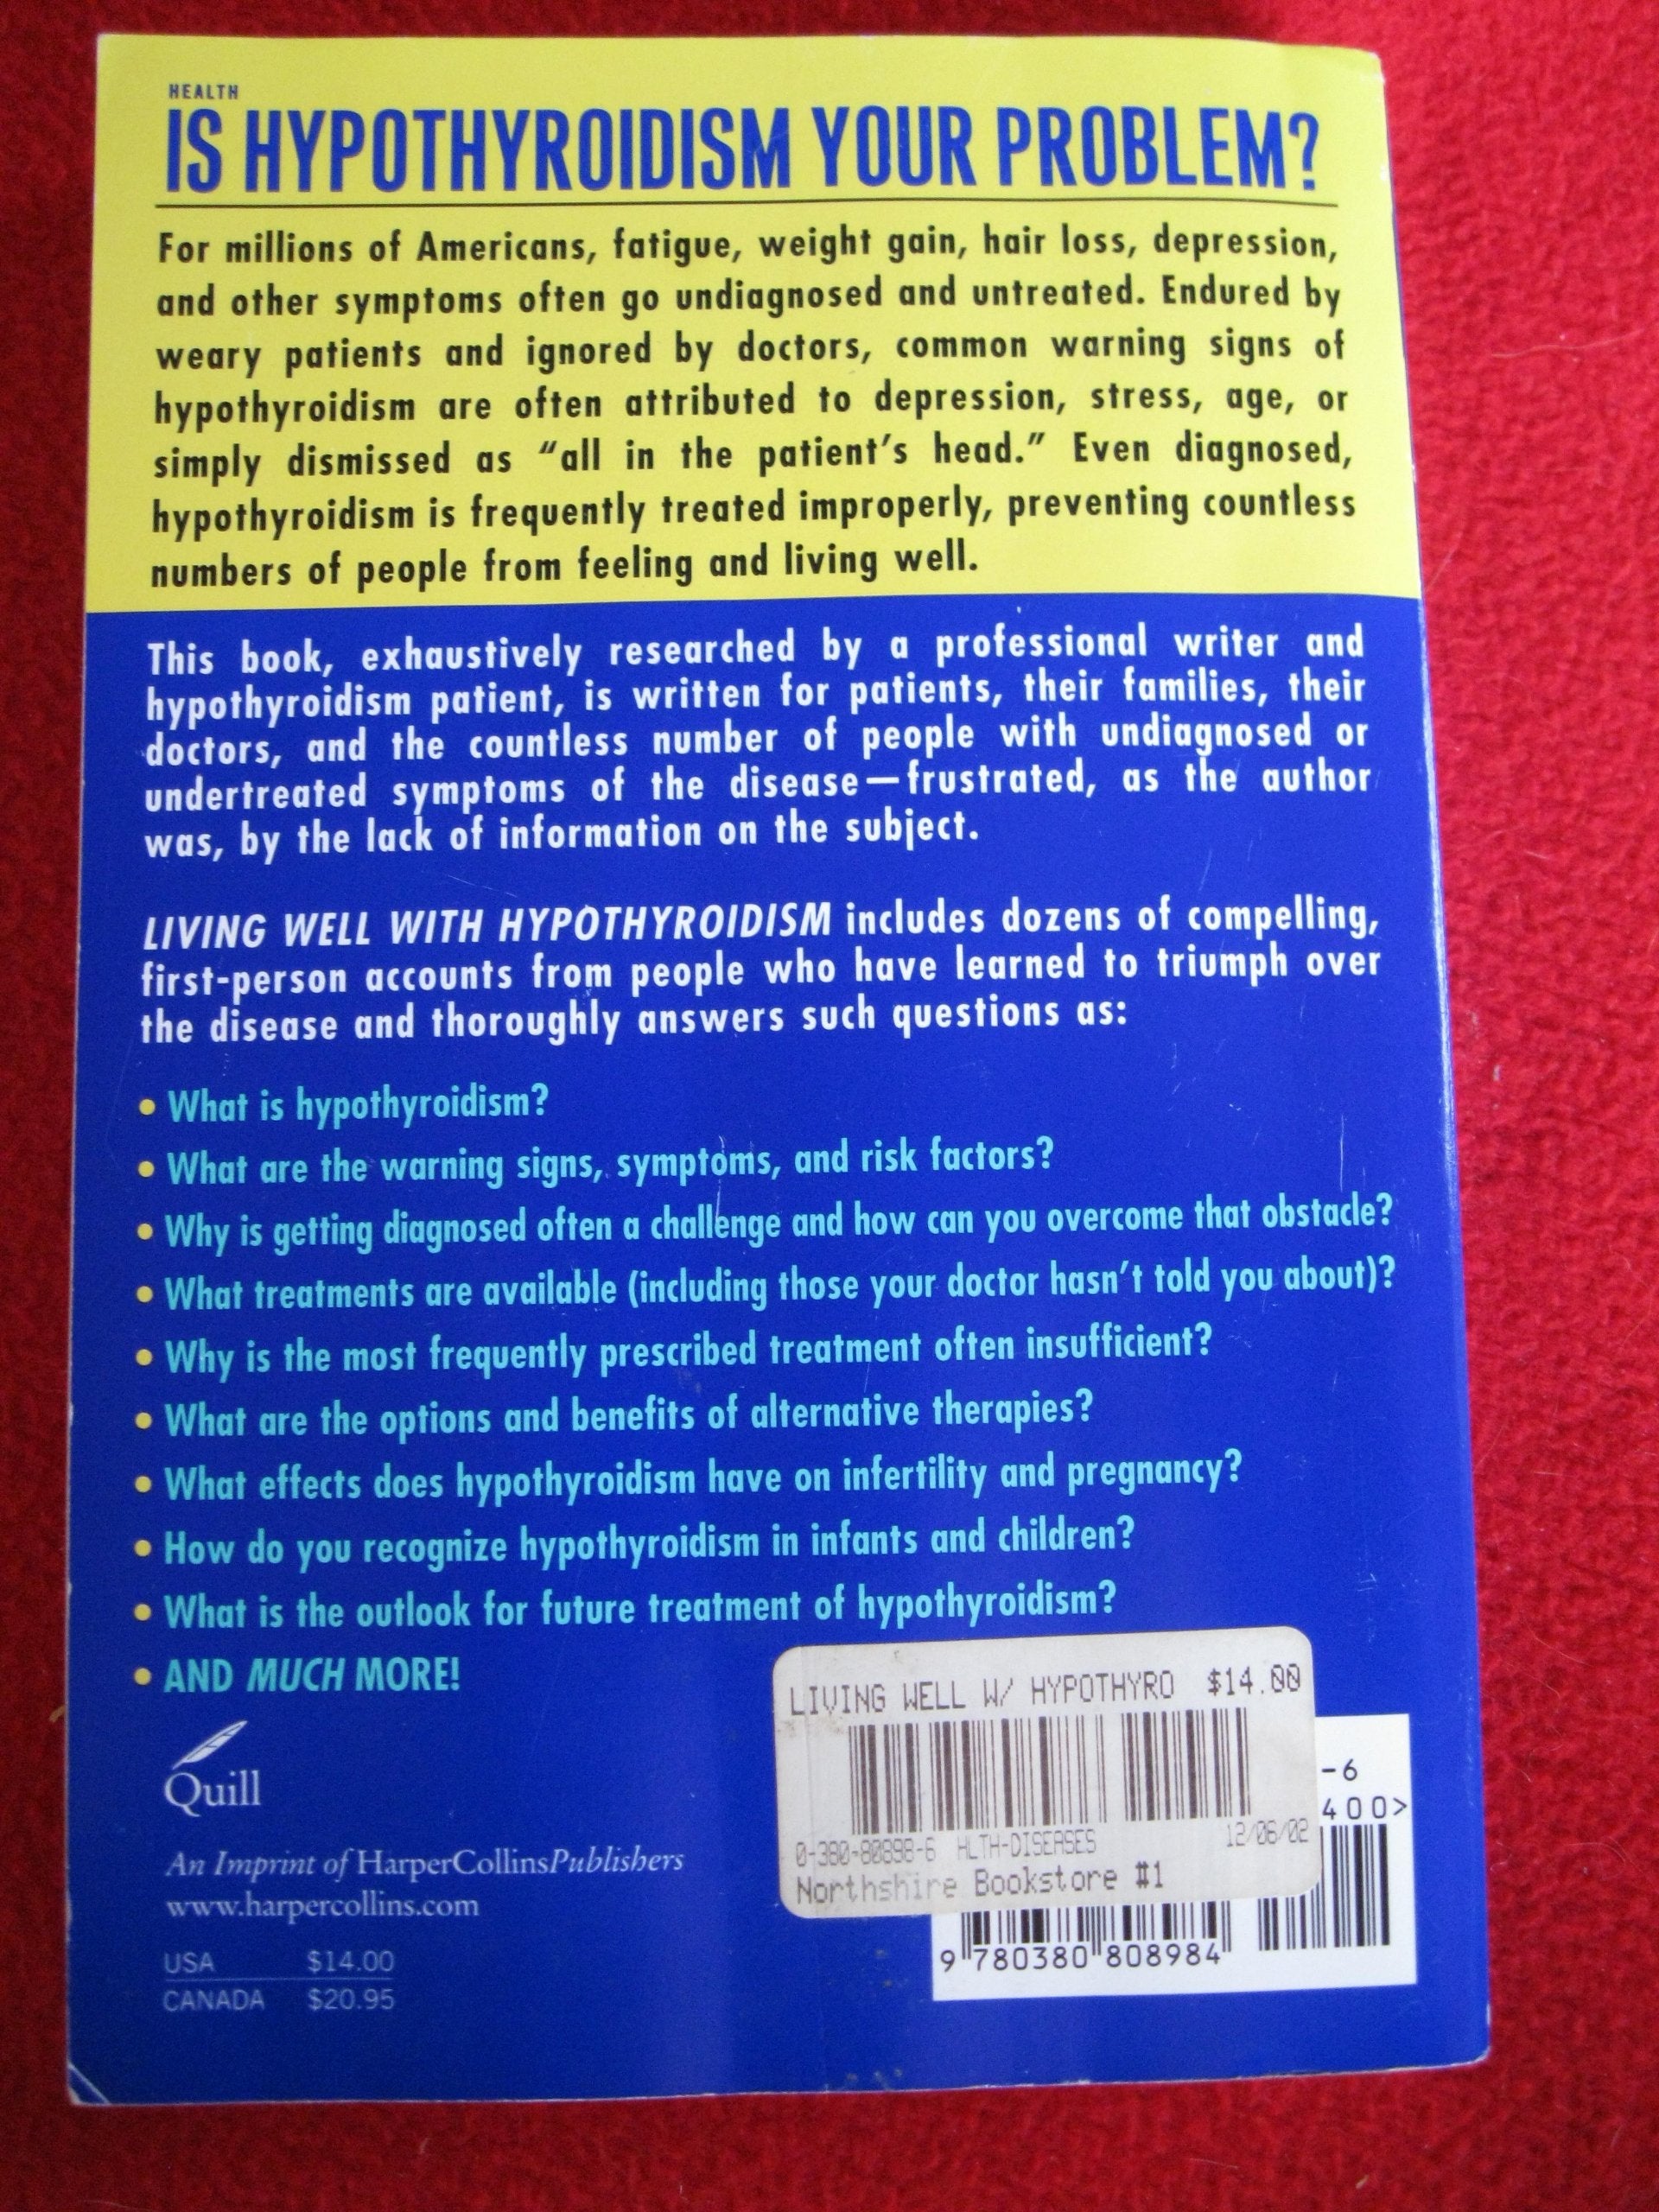 HEALTH
IS HYPOTHYROIDISM YOUR PROBLEM?
For millions of Americans, fatigue, weight gain, hair loss, depression,
and other symptoms often go undiagnosed and untreated. Endured by
weary patients and ignored by doctors, common warning signs of
hypothyroidism are often attributed to depression, stress, age, or
simply dismissed as “all in the patient’s head.” Even diagnosed,
hypothyroidism is frequently treated improperly, preventing countless
numbers of people from feeling and living well.
This book, exhaustively researched by a professional writer and
hypothyroidism patient, is written for patients, their families, their
doctors, and the countless number of people with undiagnosed or
undertreated symptoms of the disease—frustrated, as the author
was, by the lack of information on the subject.
LIVING WELL WITH HYPOTHYROIDISM includes dozens of compelling,
first-person accounts from people who have learned to triumph over
the disease and thoroughly answers such questions as:
• What is hypothyroidism?
• What are the warning signs, symptoms, and risk factors?
• Why is getting diagnosed often a challenge and how can you overcome that obstacle?
• What treatments are available (including those your doctor hasn’t told you about)?
• Why is the most frequently prescribed treatment often insufficient?
• What are the options and benefits of alternative therapies?
• What effects does hypothyroidism have on infertility and pregnancy?
• How do you recognize hypothyroidism in infants and children?
• What is the outlook for future treatment of hypothyroidism?
• AND MUCH MORE!
Quill
An Imprint of HarperCollinsPublishers
www.harpercollins.com
USA $14.00
CANADA $20.95
LIVING WELL W/ HYPOTHYRO $14.00
0-380-80898-6 HLTH-DISEASES 12/06/02
Northshire Bookstore #1
-6
400>
9 780380 808984